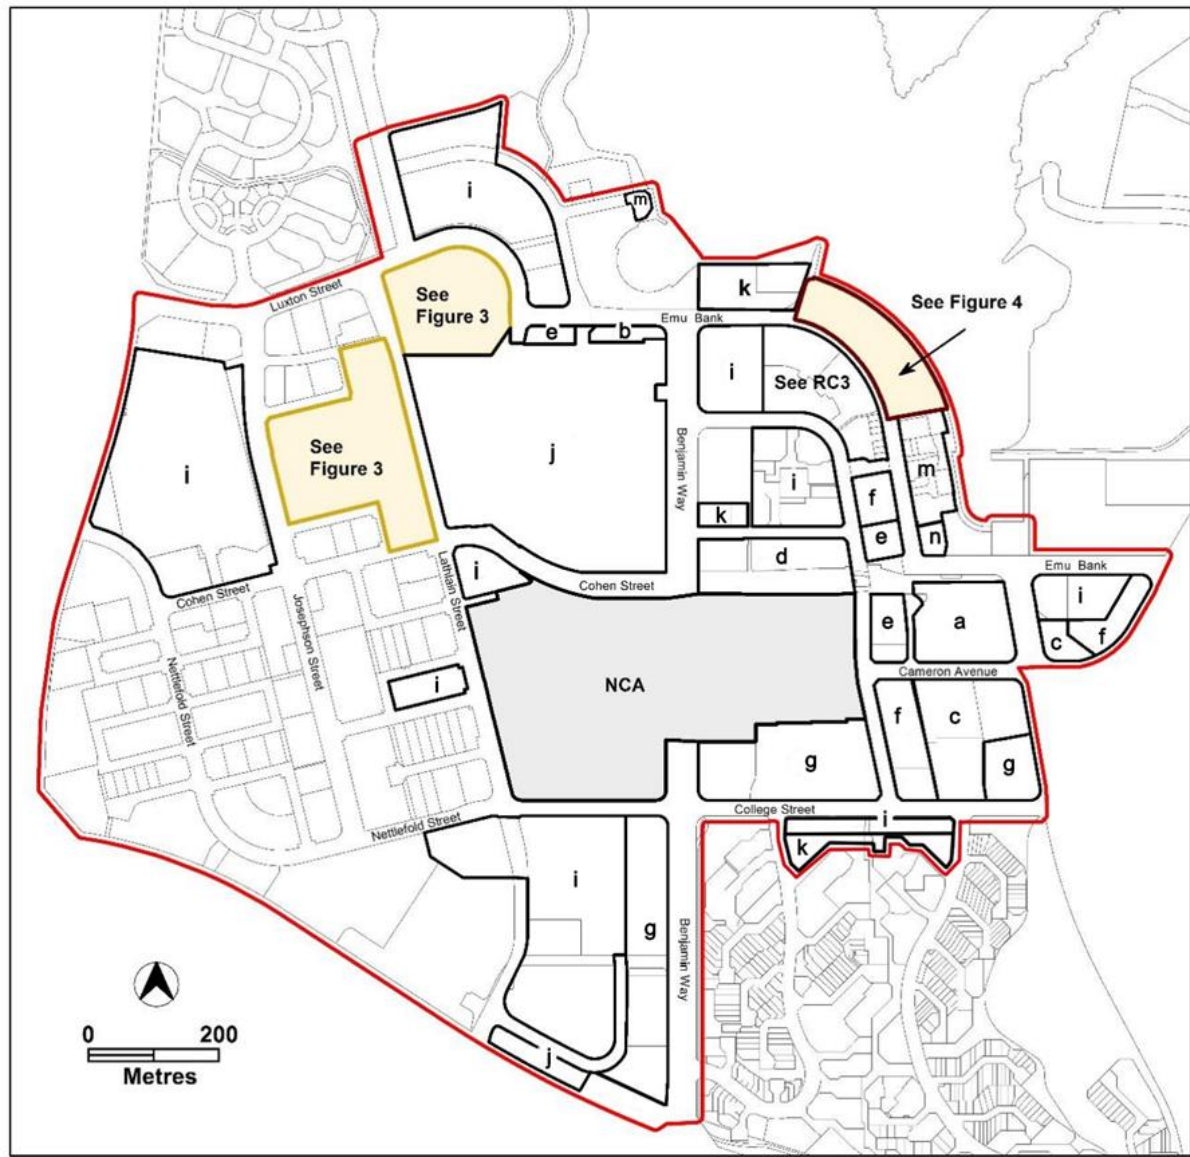 i
m
k
Luxton Street
See
Figure 3
See Figure 4
Emu Bank
e
b
i
See RC3
i
See
Figure 3
j
Benjamin Way
i
m
f
k
e
n
d
Lathlain Street
i
Cohen Street
Emu Bank
i
Cohen Street
Josephson Street
e
a
c
f
NCA
Cameron Avenue
i
Nettlefold Street
f
c
g
g
College Street
i
Nettlefold Street
k
i
g
Benjamin Way
j
0
200
Metres